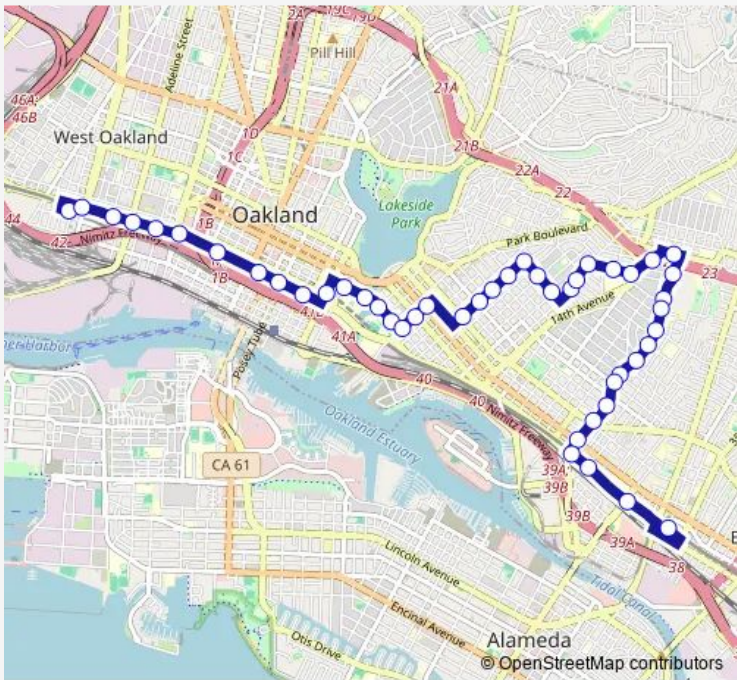 2A
19C
19D
Adeline Street
Pill Hill
21A
46A:
46B
West Oakland
1D
21B
1C
22A
Lakeside
Park
22
1B
Oakland
44
42
Nimitz Freeway
Park Boulevard
23
1B
14th Avenue
41A
Posey Tube
40
40
Oakland Estuary
Nimitz Freeway
CA 61
39A
39B
39B
39A
38
Lincoln Avenue
Tidal Canal
Encinal Avenue
Otis Drive
Alameda
© OpenStreetMap contributors